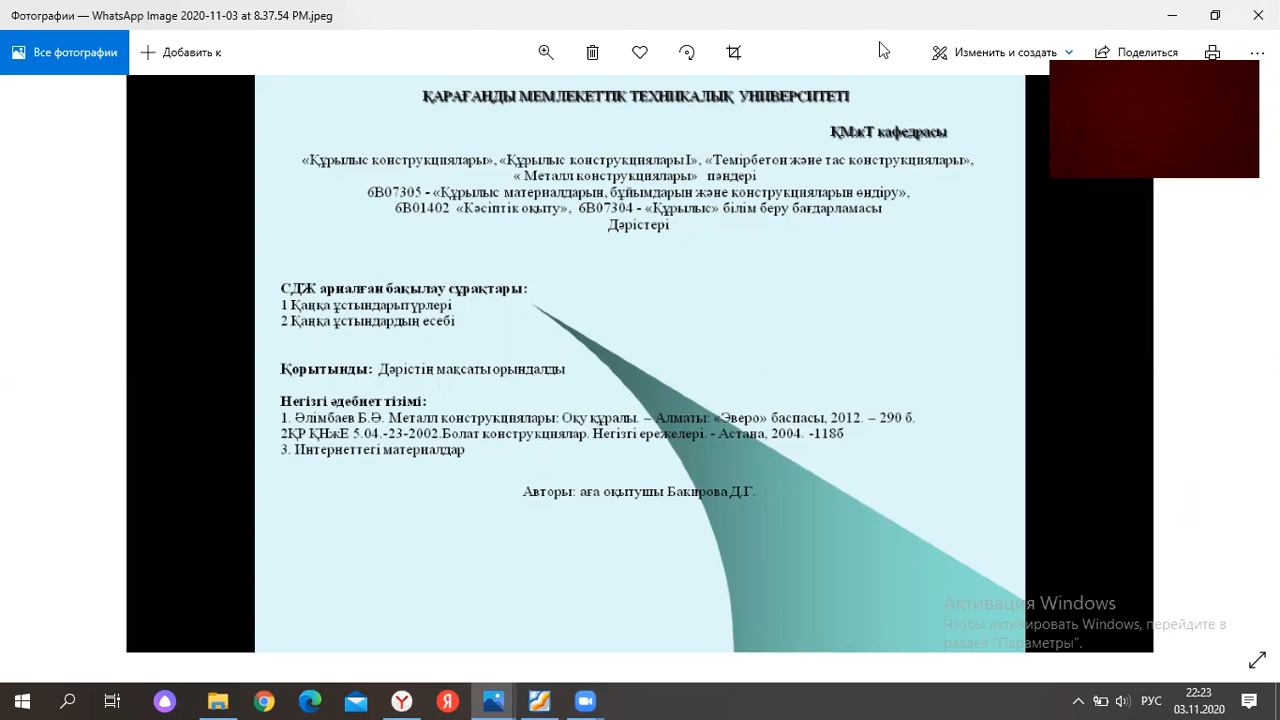 Фотографии — WhatsApp Image 2020-11-03 at 8.37.54 PM.jpeg
Все фотографии
Добавить к
Изменить и создать
Поделиться
ҚАРАҒАНДЫ МЕМЛЕКЕТТІК ТЕХНИКАЛЫҚ УНИВЕРСИТЕТІ
ҚМжТ кафедрасы
«Құрылыс конструкциялары», «Құрылыс конструкциялары I», «Темірбетон және тас конструкциялары»,
« Металл конструкциялары» пәндері
6В07305 - «Құрылыс материалдарын, бұйымдарын және конструкцияларын өндіру»,
6В01402 «Кәсіптік оқыту», 6В07304 - «Құрылыс» білім беру бағдарламасы
Дәрістері
СДЖ арналған бақылау сұрақтары:
1 Қаңқа ұстындарытүрлері
2 Қаңқа ұстындардың есебі
Қорытынды: Дәрістің мақсаты орындалды
Негізгі әдебиет тізімі:
1. Әлімбаев Б.Ә. Металл конструкциялары: Оқу құралы. – Алматы: «Эверо» баспасы, 2012. – 290 б.
2ҚР ҚНжЕ 5.04.-23-2002.Болат конструкциялар. Негізгі ережелері. - Астана, 2004. -118б
3. Интернеттегі материалдар
Авторы: аға оқытушы Бакирова Д.Г.
Активация Windows
Чтобы активировать Windows, перейдите в
раздел "Параметры".
РУС
22:23
03.11.2020